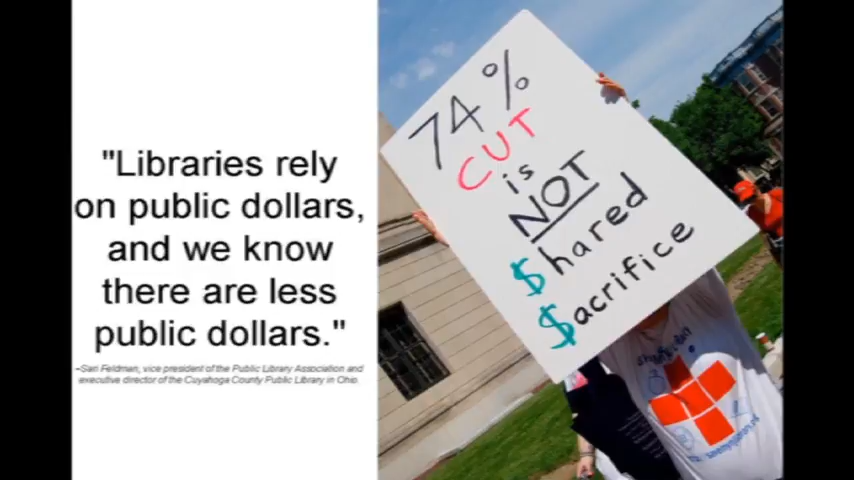 "Libraries rely
on public dollars,
and we know
there are less
public dollars."
~Sari Feldman, vice president of the Public Library Association and
executive director of the Cuyahoga County Public Library in Ohio.
74%
CUT
is
NOT
$hared
$acrifice